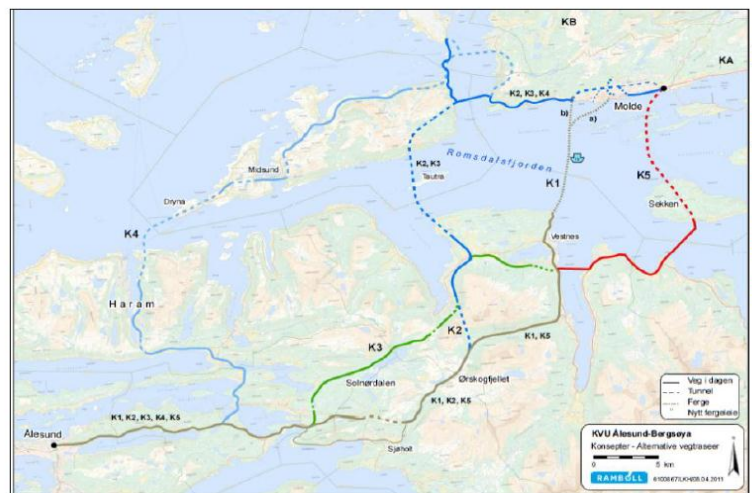 KB
KA
K2, K3, K4
Molde
b)
a)
Romsdalsfjorden
K2, K3
Tautra
K1
K5
Midsund
Sekken
Dryna
K4
Vestnes
Haram
K2
K3
K1, K5
Solnørdalen
Ørskogfjellet
K1, K2, K5
K1, K2, K3, K4, K5
Ålesund
Sjøholt
Veg i dagen
Tunnel
Ferge
Nytt fergeleie
KVU Ålesund-Bergsøya
Konsepter - Alternative vegtraseer
0 5 km
RAMBÖLL